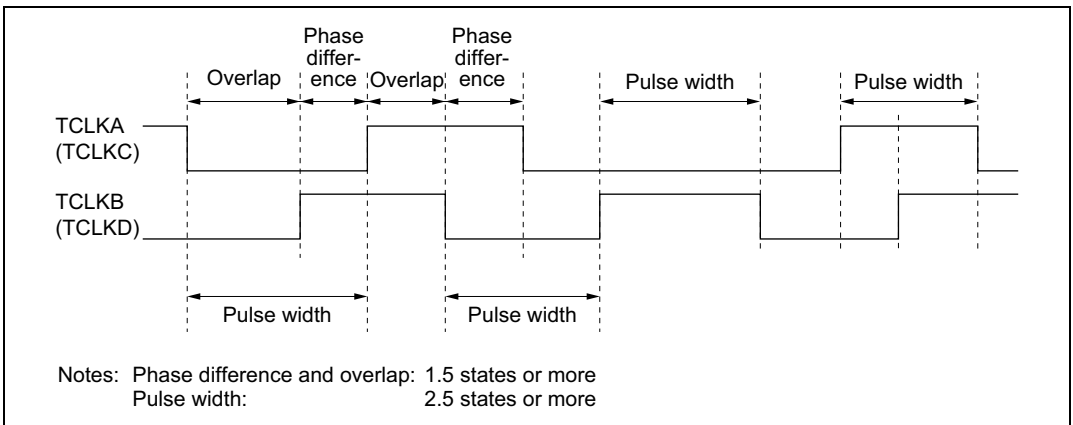 Phase
differ-
ence
Phase
differ-
ence
Overlap
Overlap
Pulse width
Pulse width
TCLKA
(TCLKC)
TCLKB
(TCLKD)
Pulse width
Pulse width
Notes: Phase difference and overlap: 1.5 states or more
Pulse width: 2.5 states or more